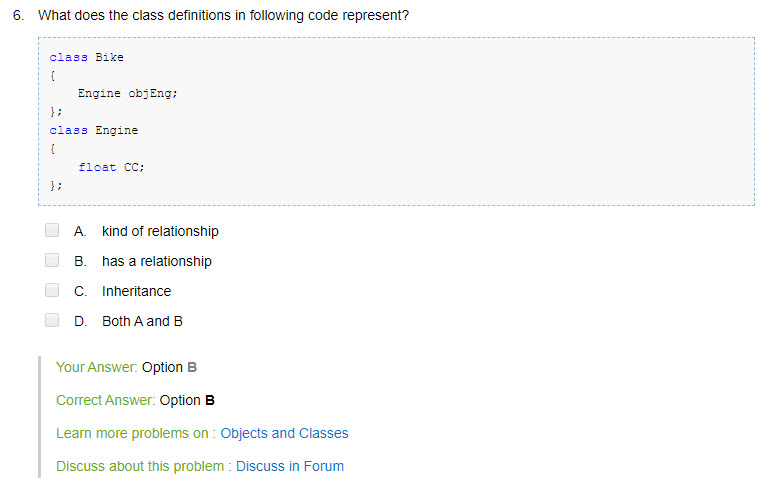 6. What does the class definitions in following code represent?
class Bike
{
Engine objEng;
};
class Engine
{
float CC;
};
A. kind of relationship
B. has a relationship
C. Inheritance
D. Both A and B
Your Answer: Option B
Correct Answer: Option B
Learn more problems on : Objects and Classes
Discuss about this problem : Discuss in Forum